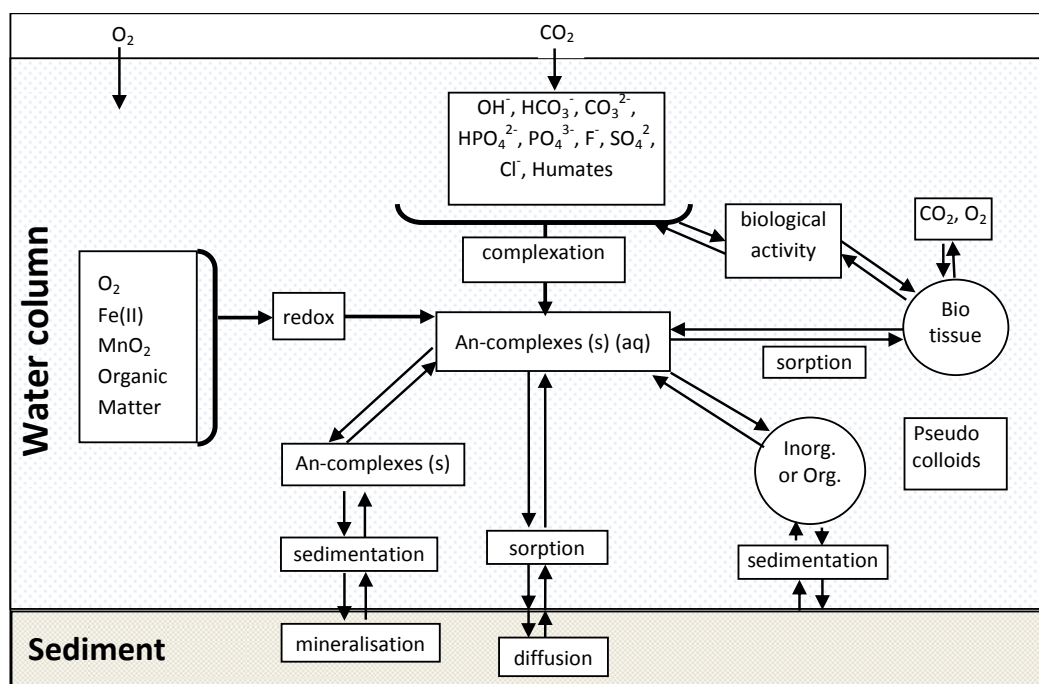 O₂
CO₂
OH⁻, HCO₃⁻, CO₃²⁻,
HPO₄²⁻, PO₄³⁻, F⁻, SO₄²,
Cl⁻, Humates
complexation
biological
activity
CO₂, O₂
Water column
O₂
Fe(II)
MnO₂
Organic
Matter
redox
An-complexes (s) (aq)
Bio
tissue
sorption
An-complexes (s)
Inorg.
or Org.
Pseudo
colloids
sedimentation
sorption
sedimentation
Sediment
mineralisation
diffusion